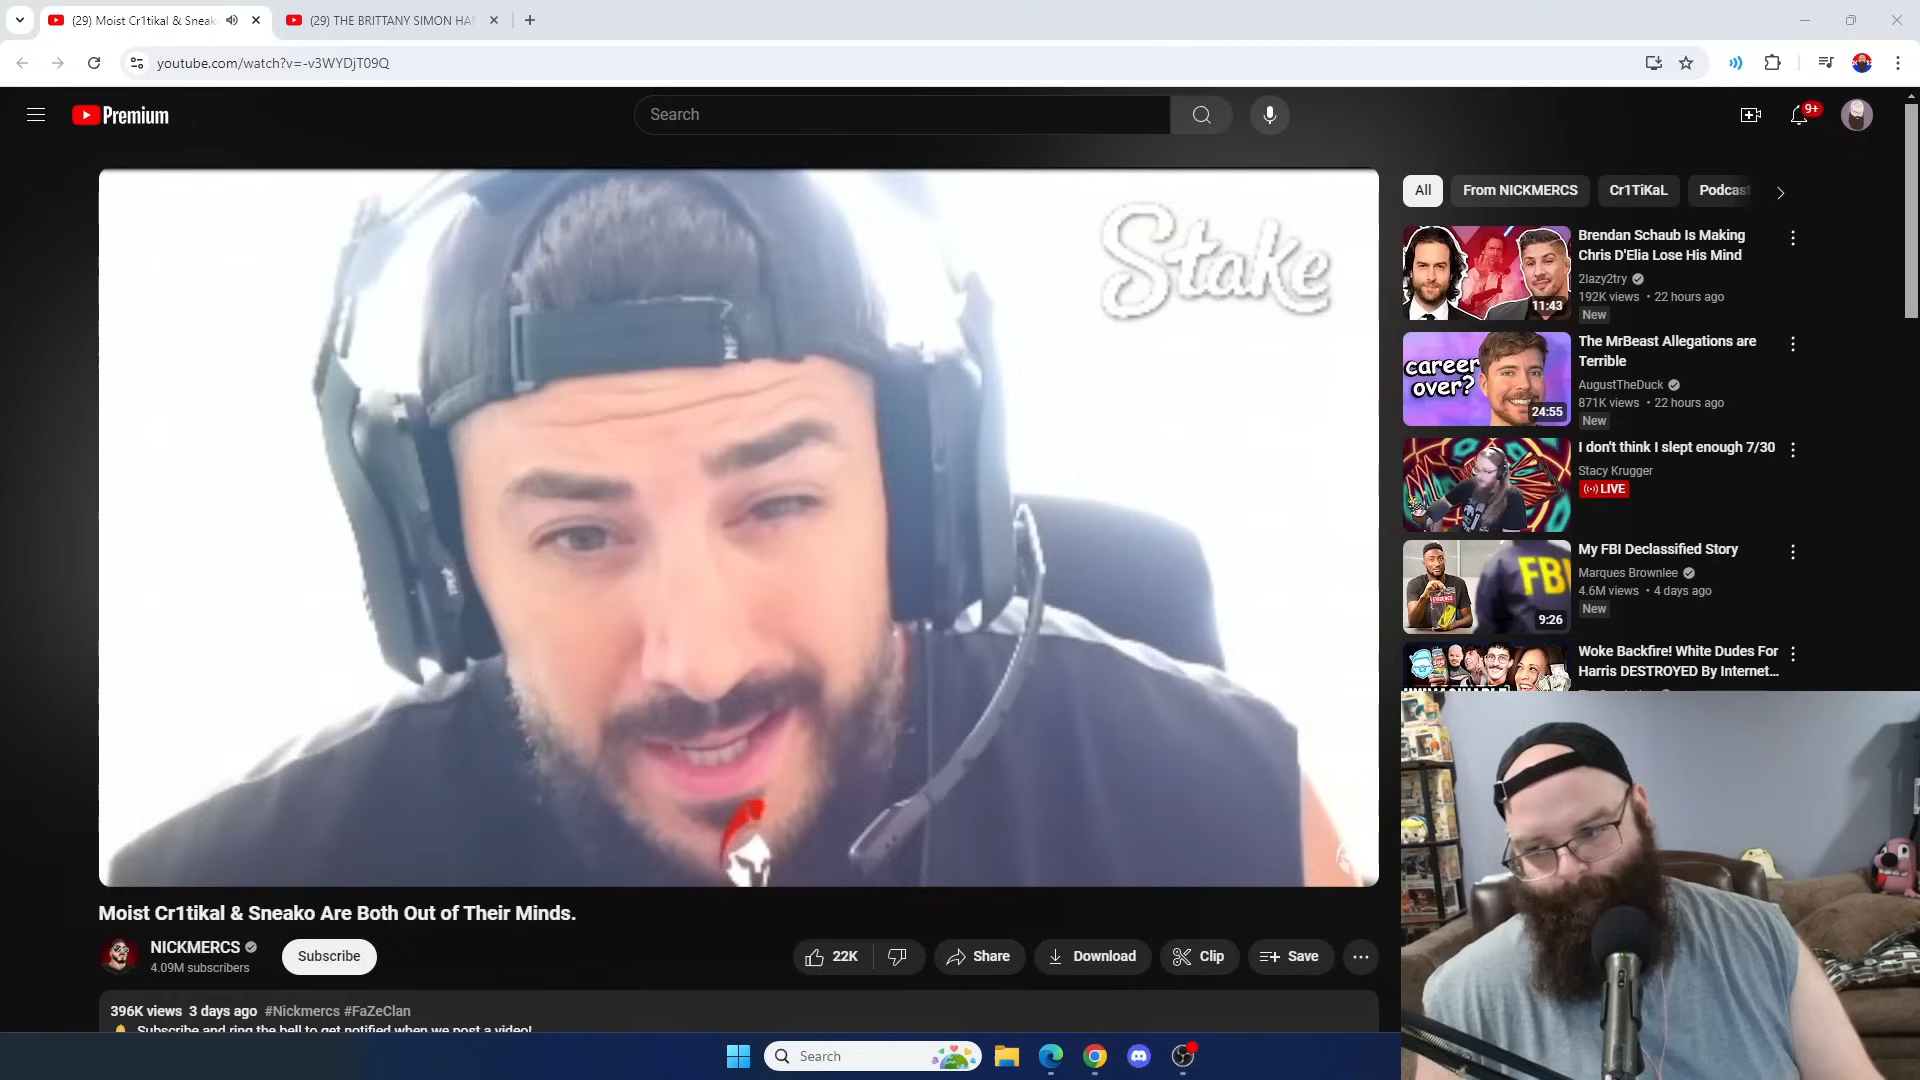 (29) Moist Cr1tikal & Sneak
(29) THE BRITTANY SIMON HAN
youtube.com/watch?v=-v3WYDjT09Q
Premium
Search
9+
Stake
All
From NICKMERCS
Cr1TiKaL
Podcast
Brendan Schaub Is Making
Chris D'Elia Lose His Mind
2lazy2try
192K views • 22 hours ago
New
11:43
The MrBeast Allegations are
Terrible
AugustTheDuck
871K views • 22 hours ago
New
career
over?
24:55
I don't think I slept enough 7/30
Stacy Krugger
LIVE
My FBI Declassified Story
Marques Brownlee
4.6M views • 4 days ago
New
FBI
9:26
Woke Backfire! White Dudes For
Harris DESTROYED By Internet...
Moist Cr1tikal & Sneako Are Both Out of Their Minds.
NICKMERCS
4.09M subscribers
Subscribe
22K
Share
Download
Clip
Save
396K views 3 days ago #Nickmercs #FaZeClan
Subscribe and ring the bell to get notified when we post a video!
Search